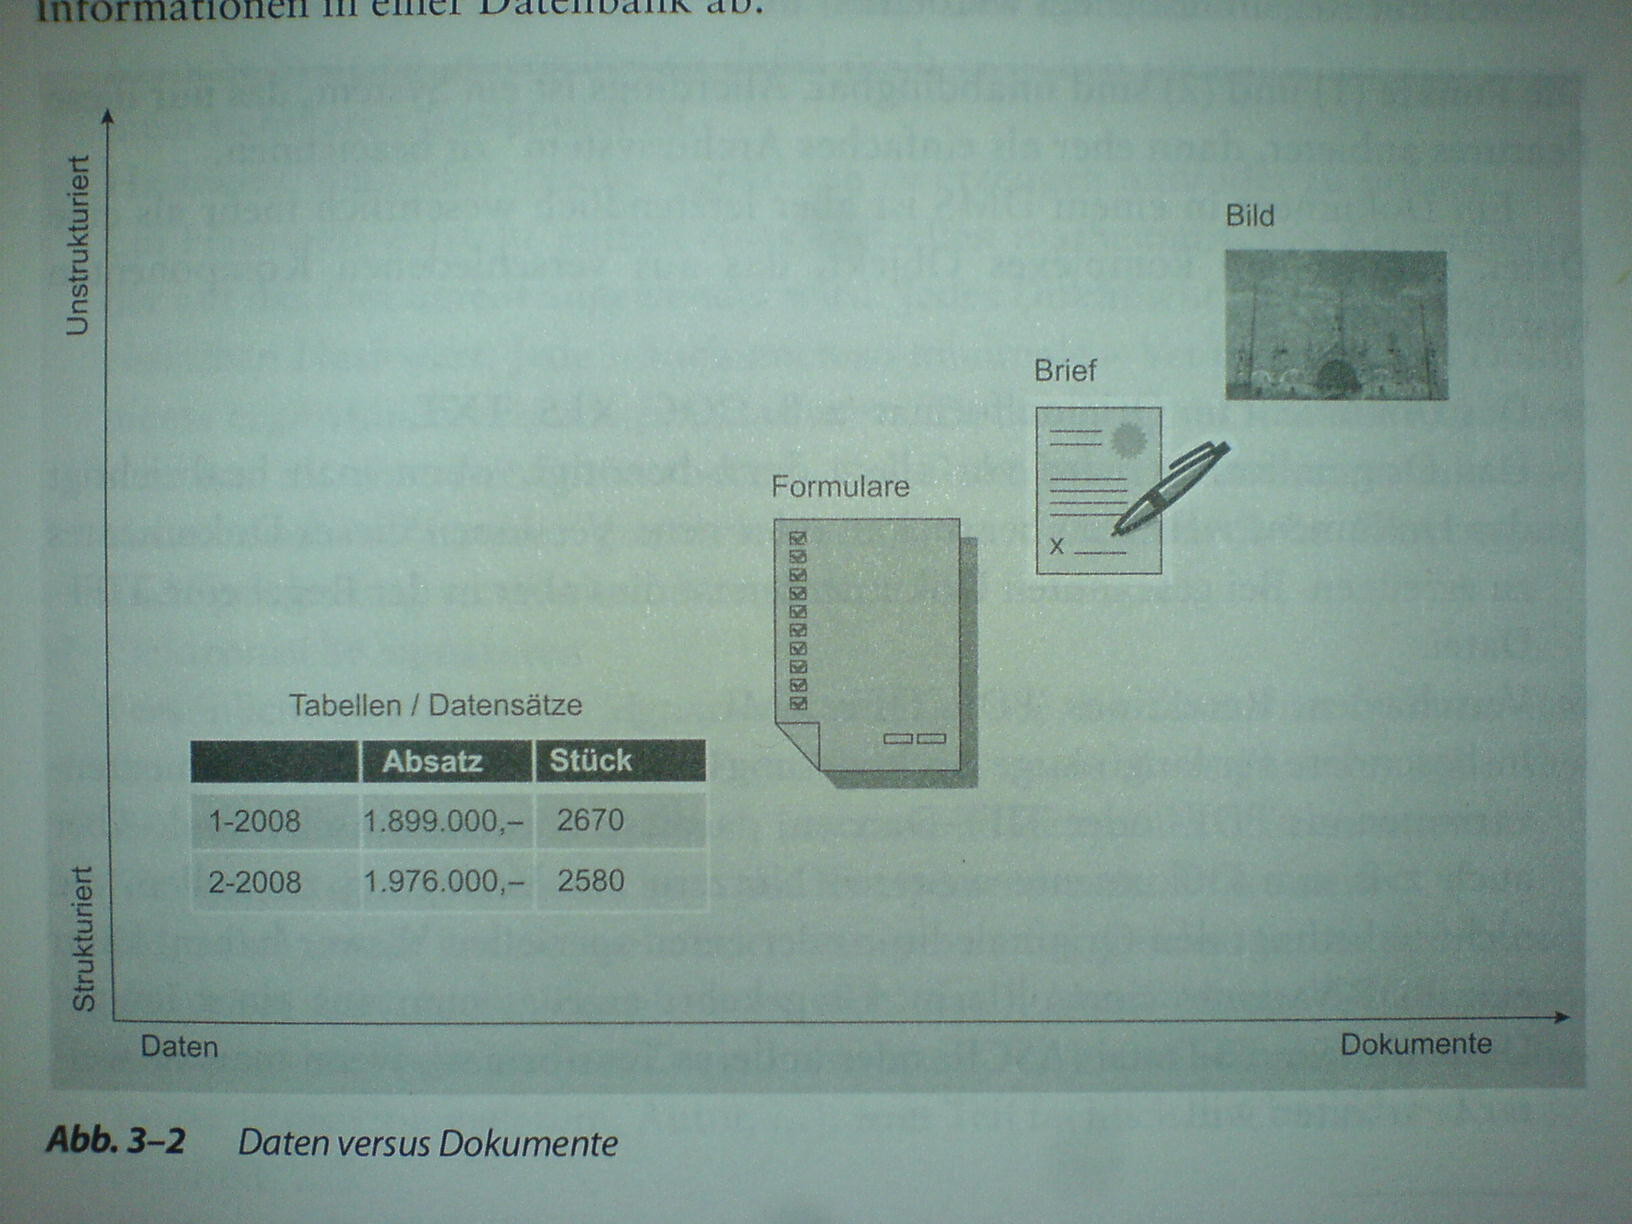 Informationen in einer Datenbank ab.
Unstrukturiert
Bild
Brief
X
Formulare
Tabellen / Datensätze
Absatz Stück
1-2008 1.899.000,– 2670
2-2008 1.976.000,– 2580
Strukturiert
Daten Dokumente
Abb. 3–2 Daten versus Dokumente